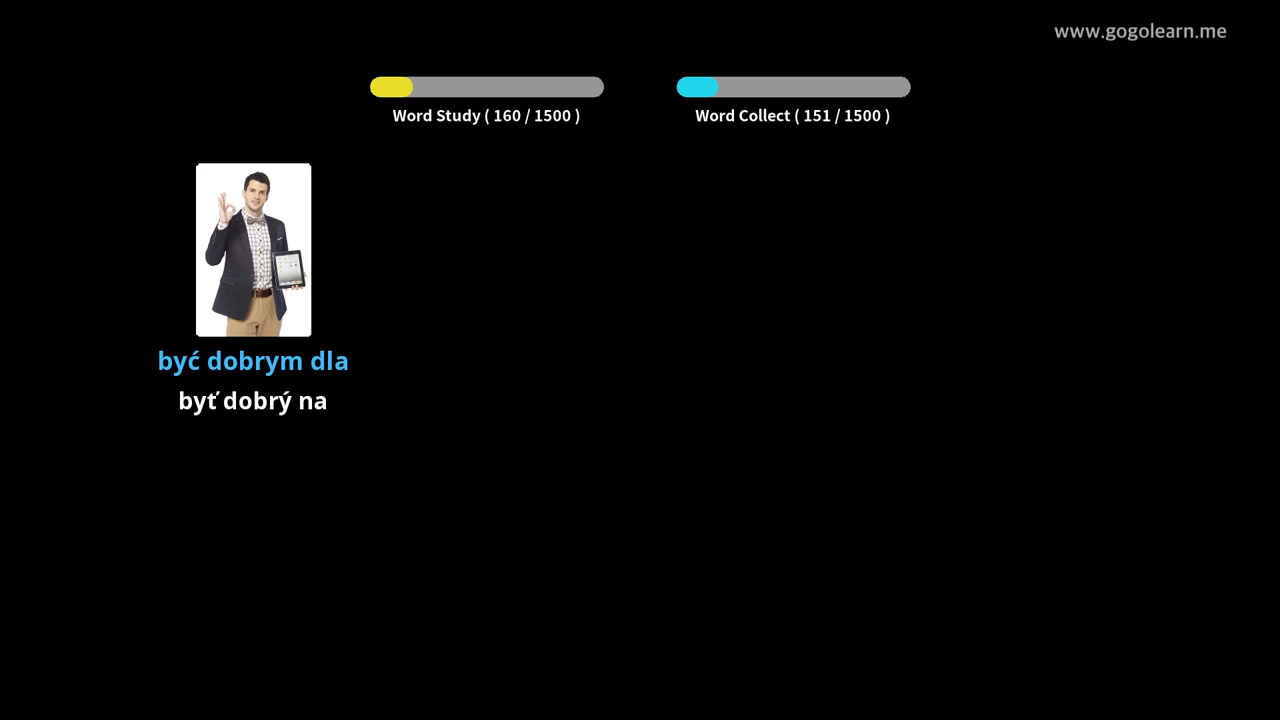 www.gogolearn.me
Word Study ( 160 / 1500 )
Word Collect ( 151 / 1500 )
być dobrym dla
byť dobrý na